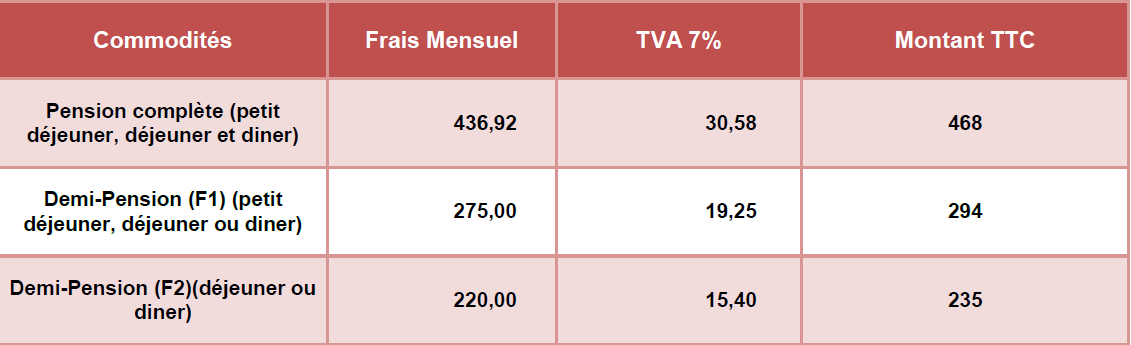 Commodités Frais Mensuel TVA 7% Montant TTC
Pension complète (petit
déjeuner, déjeuner et diner) 436,92 30,58 468
Demi-Pension (F1) (petit
déjeuner, déjeuner ou diner) 275,00 19,25 294
Demi-Pension (F2)(déjeuner ou
diner) 220,00 15,40 235